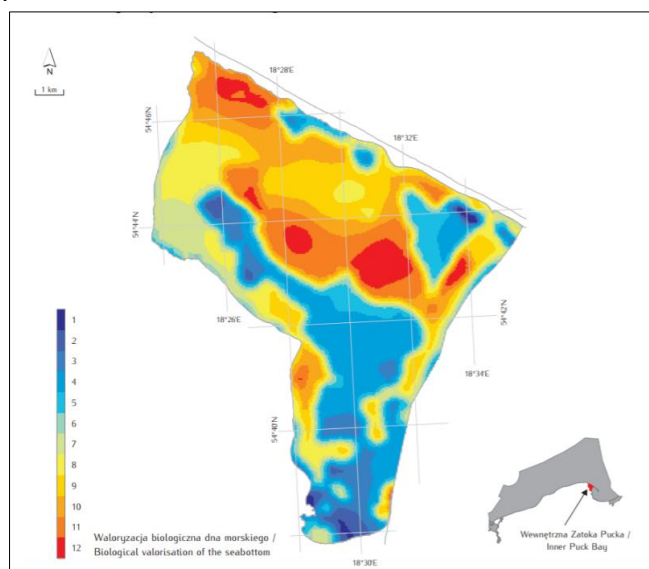 N
1 km
18°28'E
18°32'E
54°46'N
54°44'N
18°26'E
54°42'N
18°34'E
54°40'N
18°30'E
1
2
3
4
5
6
7
8
9
10
11
12
Waloryzacja biologiczna dna morskiego /
Biological valorisation of the seabottom
Wewnętrzna Zatoka Pucka /
Inner Puck Bay